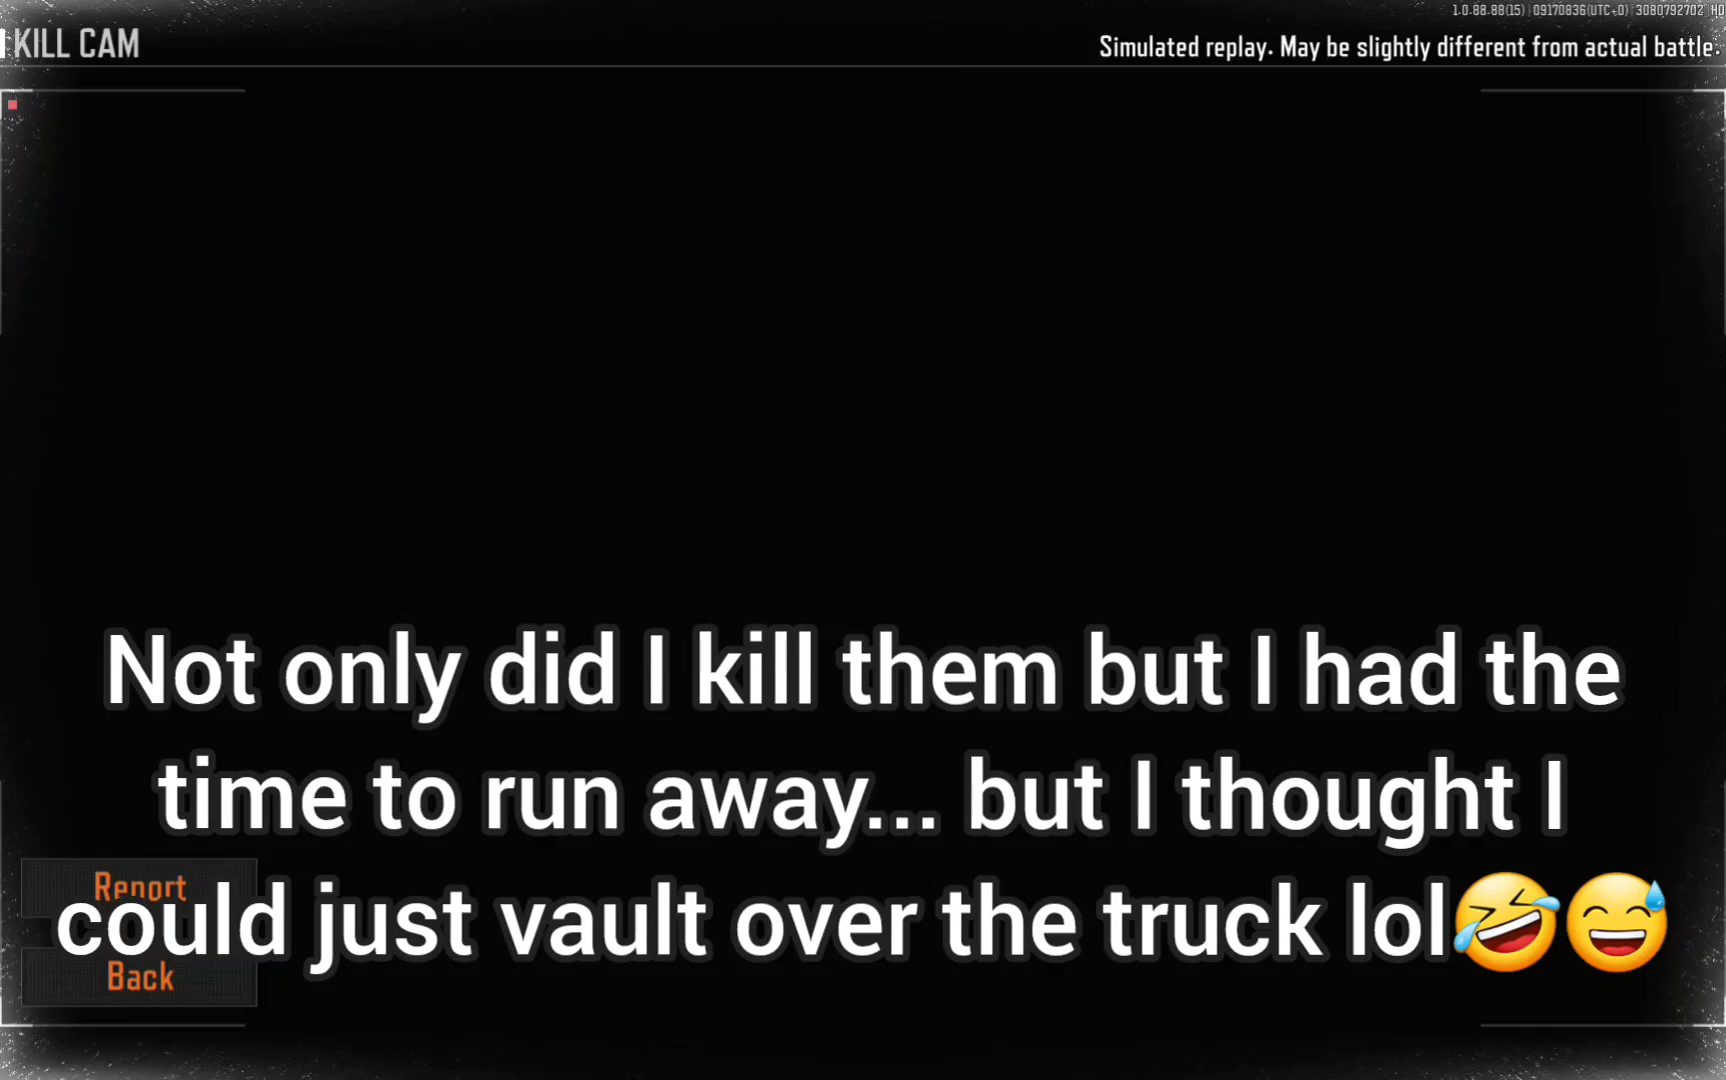 1.0.88.88(15) 09170836(UTC+0) 3080792702 HD
KILL CAM
Simulated replay. May be slightly different from actual battle.
Not only did I kill them but I had the
time to run away... but I thought I
could just vault over the truck lol🤣😅
Report
Back